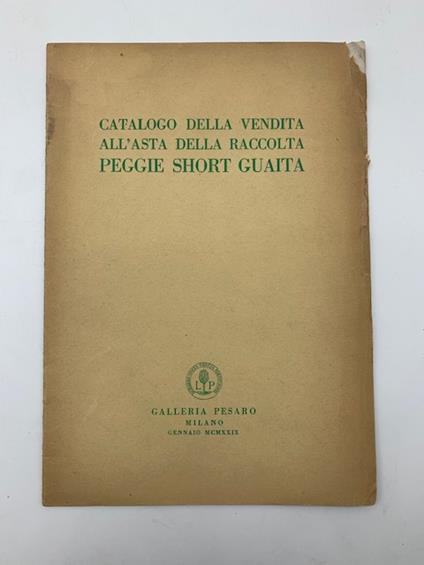 CATALOGO DELLA VENDITA
ALL'ASTA DELLA RACCOLTA
PEGGIE SHORT GUAITA
L P
GALLERIA PESARO
MILANO
GENNAIO MCMXXIX